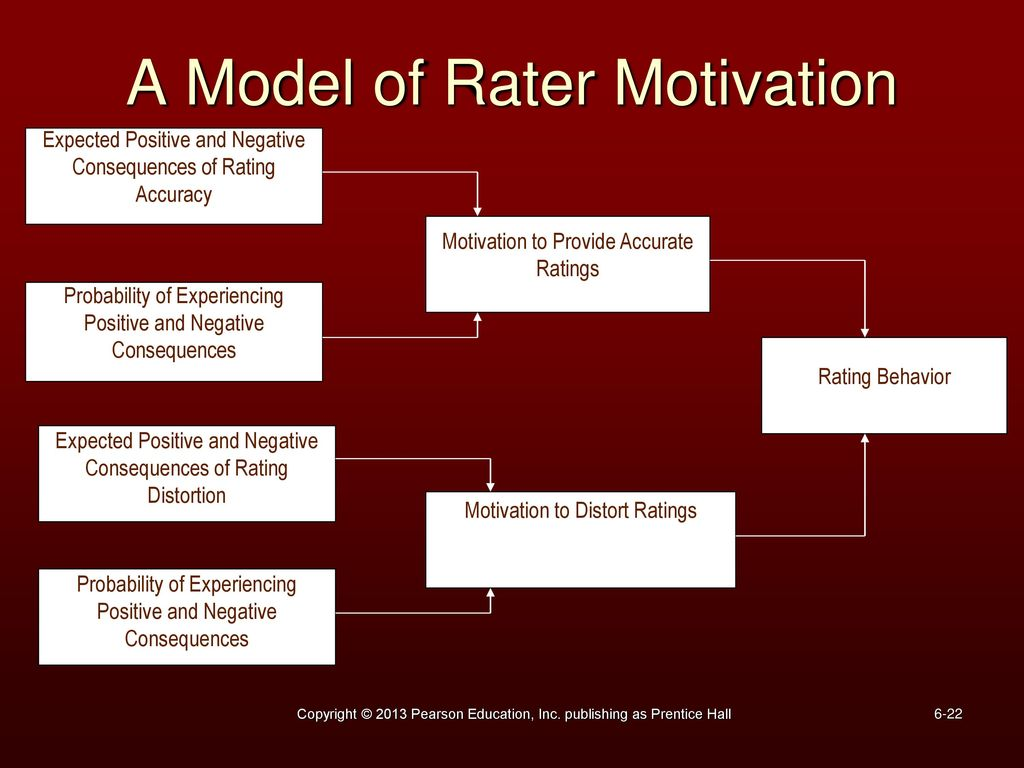 A Model of Rater Motivation
Expected Positive and Negative
Consequences of Rating
Accuracy
Motivation to Provide Accurate
Ratings
Probability of Experiencing
Positive and Negative
Consequences
Rating Behavior
Expected Positive and Negative
Consequences of Rating
Distortion
Motivation to Distort Ratings
Probability of Experiencing
Positive and Negative
Consequences
Copyright © 2013 Pearson Education, Inc. publishing as Prentice Hall
6-22